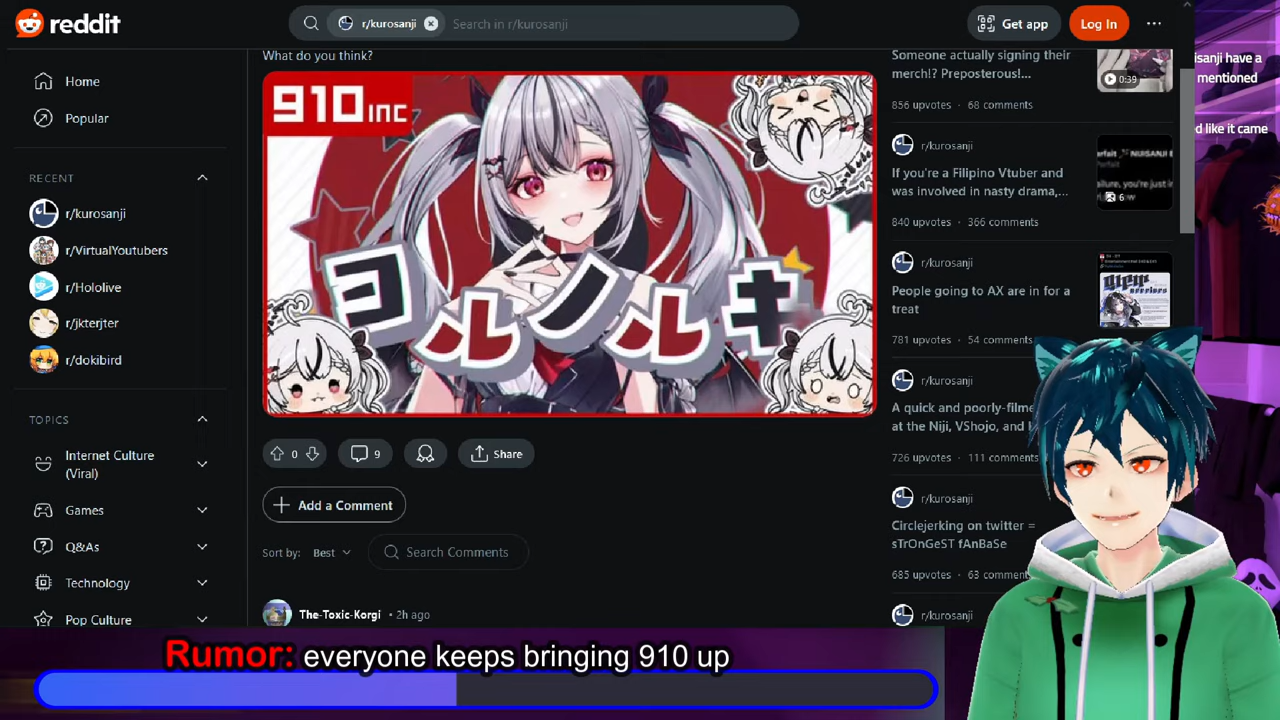 reddit
r/kurosanji
Search in r/kurosanji
Get app
Log In
Home
Popular
RECENT
r/kurosanji
r/VirtualYoutubers
r/Hololive
r/jkterjter
r/dokibird
TOPICS
Internet Culture
(Viral)
Games
Q&As
Technology
Pop Culture
What do you think?
910 INC
ヨルノルキ
0
9
Share
Add a Comment
Sort by: Best
Search Comments
The-Toxic-Korgi • 2h ago
Someone actually signing their
merch!? Preposterous!...
0:39
856 upvotes • 68 comments
r/kurosanji
If you're a Filipino Vtuber and
was involved in nasty drama,...
6
840 upvotes • 366 comments
r/kurosanji
People going to AX are in for a
treat
781 upvotes • 54 comments
r/kurosanji
A quick and poorly-filme
at the Niji, VShojo, and
726 upvotes • 111 comments
r/kurosanji
Circlejerking on twitter =
sTrOnGeST fAnBaSe
685 upvotes • 63 comments
r/kurosanji
isanji have a
mentioned
d like it came
Rumor: everyone keeps bringing 910 up